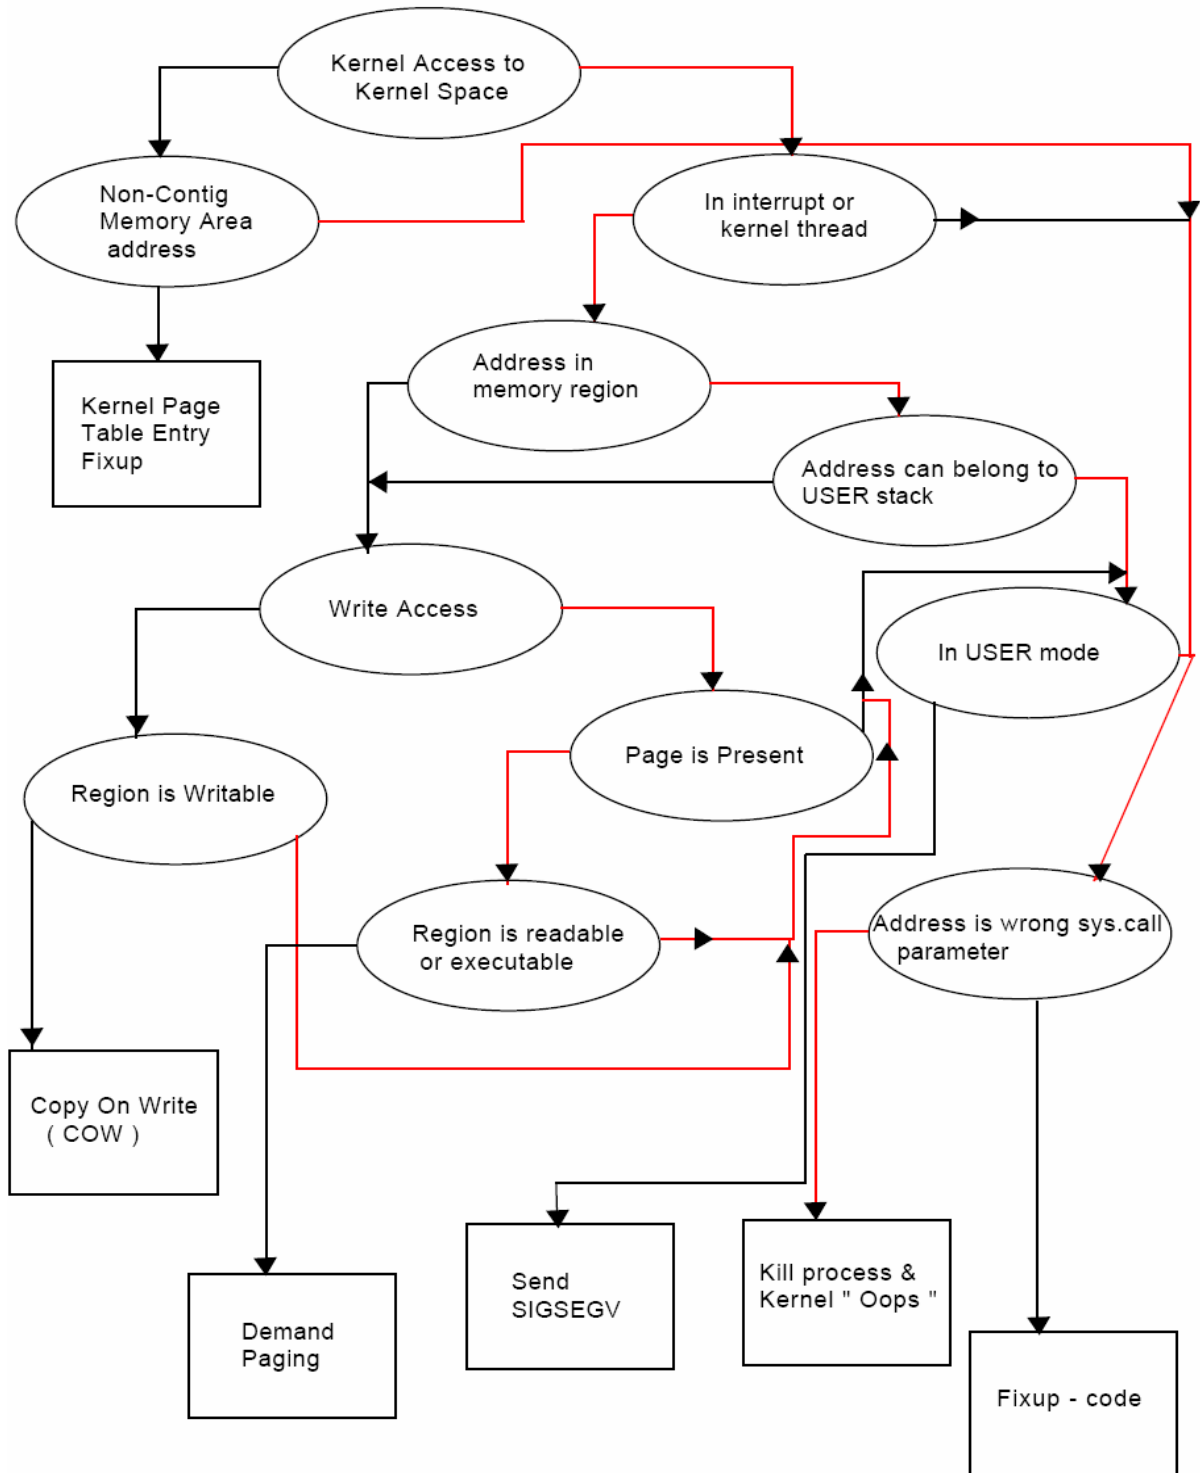 Kernel Access to
Kernel Space
Non-Contig
Memory Area
address
In interrupt or
kernel thread
Address in
memory region
Kernel Page
Table Entry
Fixup
Address can belong to
USER stack
Write Access
In USER mode
Page is Present
Region is Writable
Region is readable
or executable
Address is wrong sys.call
parameter
Copy On Write
( COW )
Send
SIGSEGV
Kill process &
Kernel " Oops "
Demand
Paging
Fixup - code